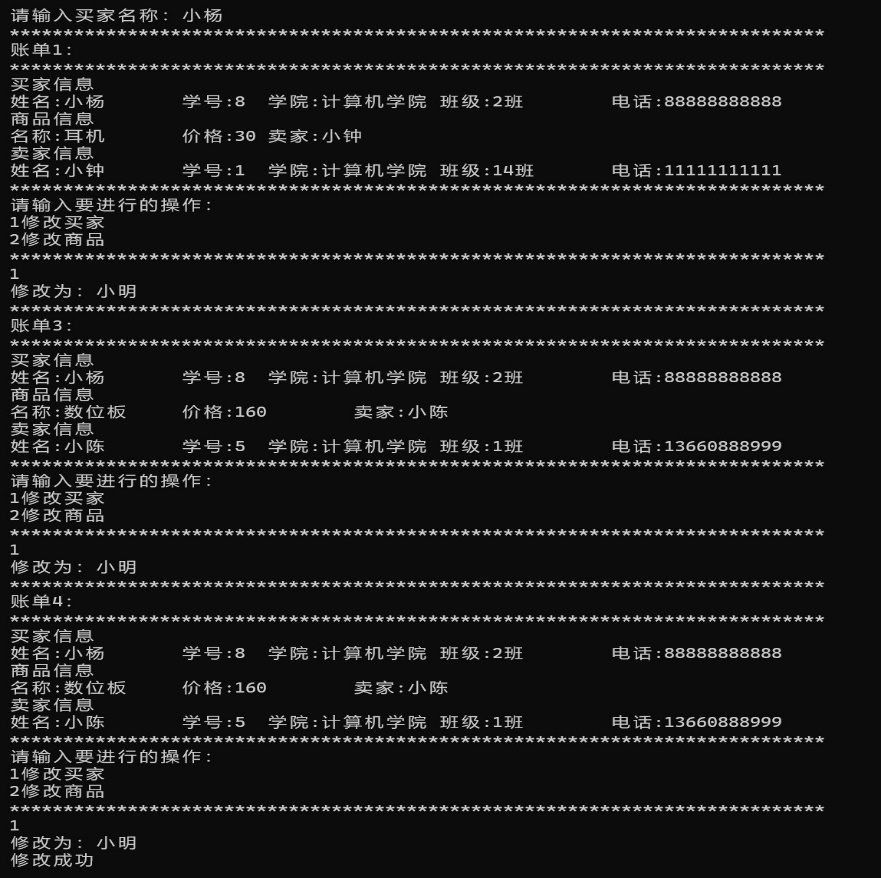 请输入买家名称: 小杨
****************************************************************************
账单1:
****************************************************************************
买家信息
姓名:小杨 学号:8 学院:计算机学院 班级:2班 电话:88888888888
商品信息
名称:耳机 价格:30 卖家:小钟
卖家信息
姓名:小钟 学号:1 学院:计算机学院 班级:14班 电话:11111111111
****************************************************************************
请输入要进行的操作:
1修改买家
2修改商品
****************************************************************************
1
修改为: 小明
****************************************************************************
账单3:
****************************************************************************
买家信息
姓名:小杨 学号:8 学院:计算机学院 班级:2班 电话:88888888888
商品信息
名称:数位板 价格:160 卖家:小陈
卖家信息
姓名:小陈 学号:5 学院:计算机学院 班级:1班 电话:13660888999
****************************************************************************
请输入要进行的操作:
1修改买家
2修改商品
****************************************************************************
1
修改为: 小明
****************************************************************************
账单4:
****************************************************************************
买家信息
姓名:小杨 学号:8 学院:计算机学院 班级:2班 电话:88888888888
商品信息
名称:数位板 价格:160 卖家:小陈
卖家信息
姓名:小陈 学号:5 学院:计算机学院 班级:1班 电话:13660888999
****************************************************************************
请输入要进行的操作:
1修改买家
2修改商品
****************************************************************************
1
修改为: 小明
修改成功